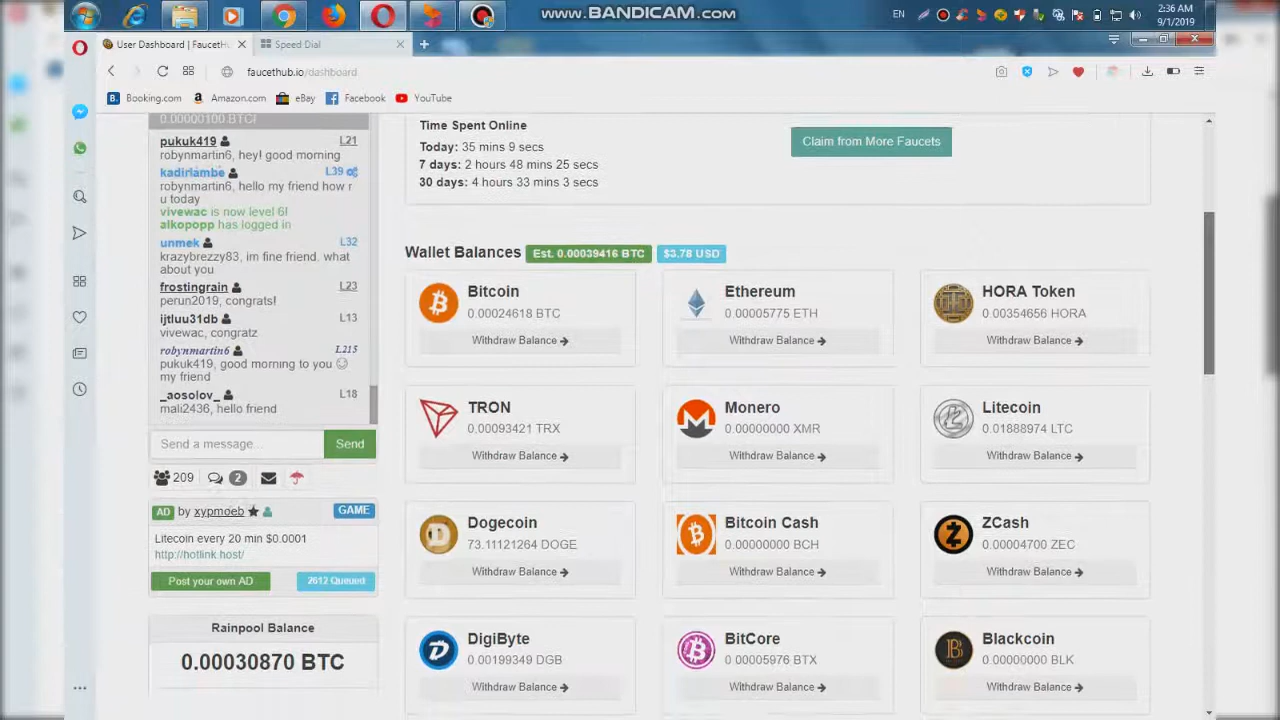 www.BANDICAM.com
EN
2:36 AM
9/1/2019
User Dashboard | FaucetHu
Speed Dial
faucethub.io/dashboard
Booking.com
Amazon.com
eBay
Facebook
YouTube
0.00000100 BTC!
pukuk419 L21
robynmartin6, hey! good morning
kadirlambe L39
robynmartin6, hello my friend how r
u today
vivewac is now level 6!
alkopopp has logged in
unmek L32
krazybrezzy83, im fine friend. what
about you
frostingrain L23
perun2019, congrats!
ijtluu31db L13
vivewac, congratz
robynmartin6 L215
pukuk419, good morning to you
my friend
_aosolov_ L18
mali2436, hello friend
Send a message...
Send
209
2
AD by xypmoeb GAME
Litecoin every 20 min $0.0001
http://hotlink.host/
Post your own AD
2612 Queued
Rainpool Balance
0.00030870 BTC
Time Spent Online
Today: 35 mins 9 secs
7 days: 2 hours 48 mins 25 secs
30 days: 4 hours 33 mins 3 secs
Claim from More Faucets
Wallet Balances Est. 0.00039416 BTC $3.78 USD
Bitcoin
0.00024618 BTC
Withdraw Balance
Ethereum
0.00005775 ETH
Withdraw Balance
HORA Token
0.00354656 HORA
Withdraw Balance
TRON
0.00093421 TRX
Withdraw Balance
Monero
0.00000000 XMR
Withdraw Balance
Litecoin
0.01888974 LTC
Withdraw Balance
Dogecoin
73.11121264 DOGE
Withdraw Balance
Bitcoin Cash
0.00000000 BCH
Withdraw Balance
ZCash
0.00004700 ZEC
Withdraw Balance
DigiByte
0.00199349 DGB
Withdraw Balance
BitCore
0.00005976 BTX
Withdraw Balance
Blackcoin
0.00000000 BLK
Withdraw Balance